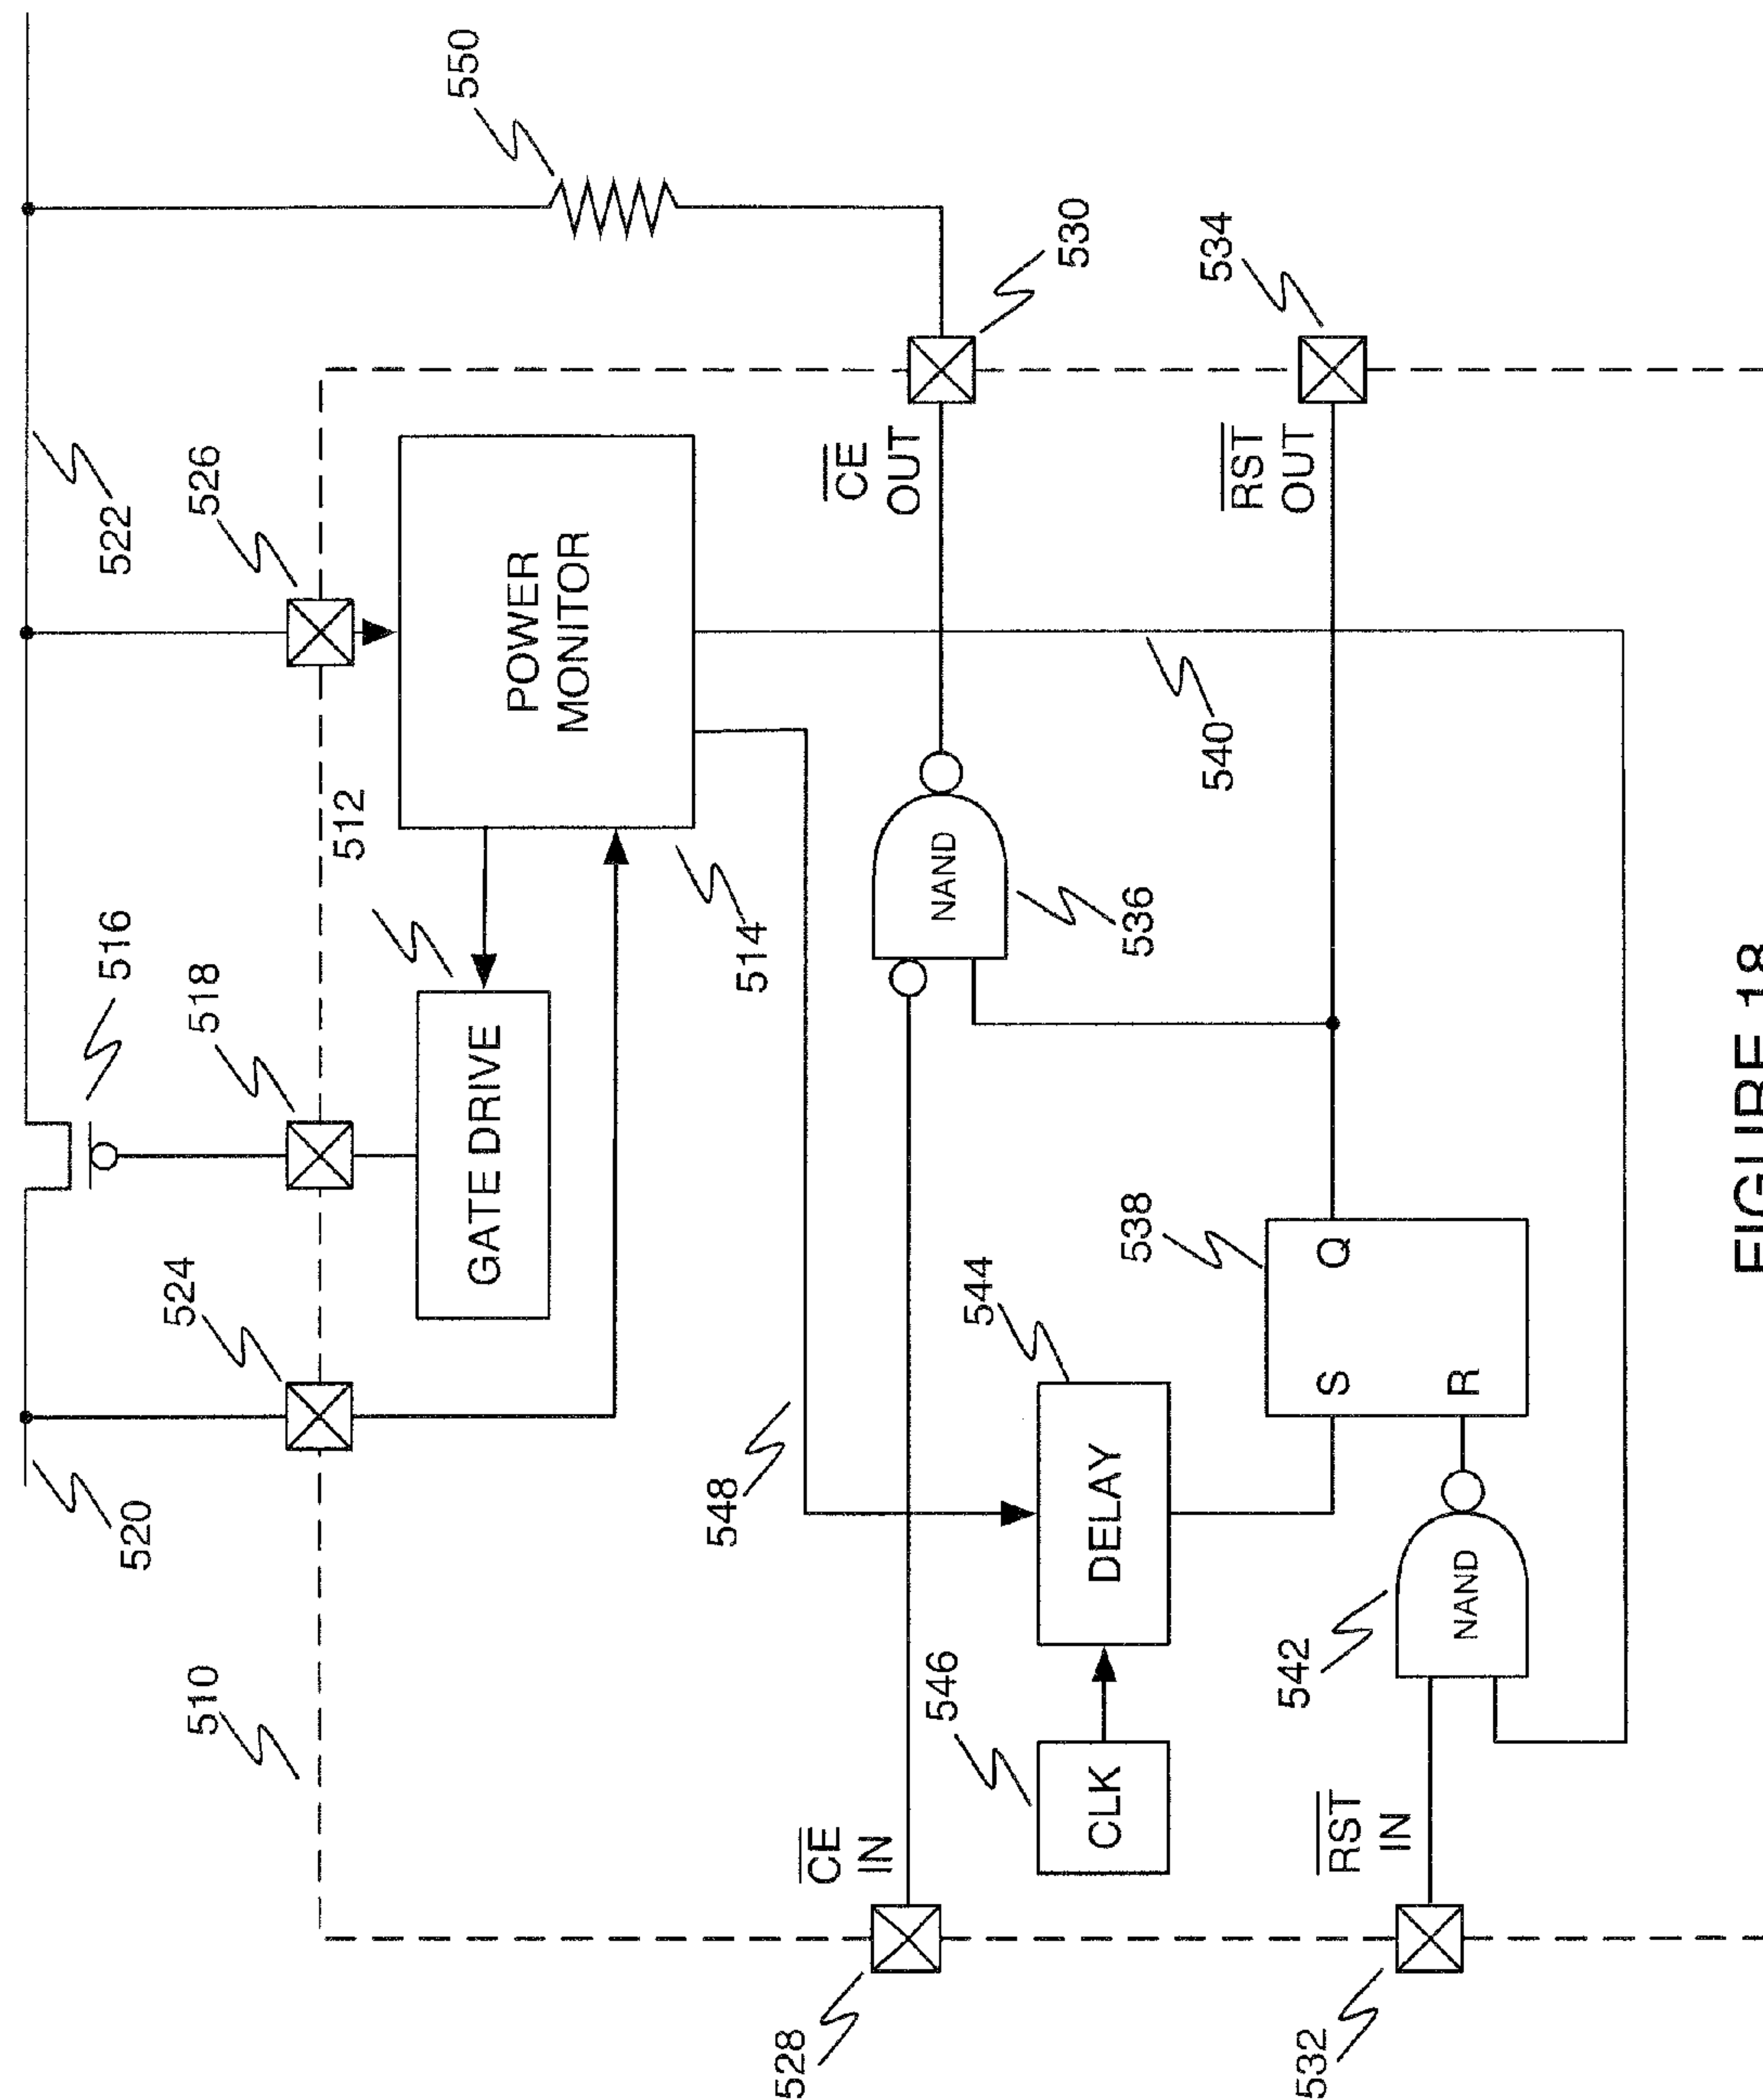 520
516
522
524
518
526
510
512
550
GATE DRIVE
POWER
MONITOR
548
514
528
CE
IN
CE
OUT
NAND
546
544
536
530
CLK
DELAY
538
540
534
532
RST
IN
542
S
Q
RST
OUT
NAND
R
FIGURE 18